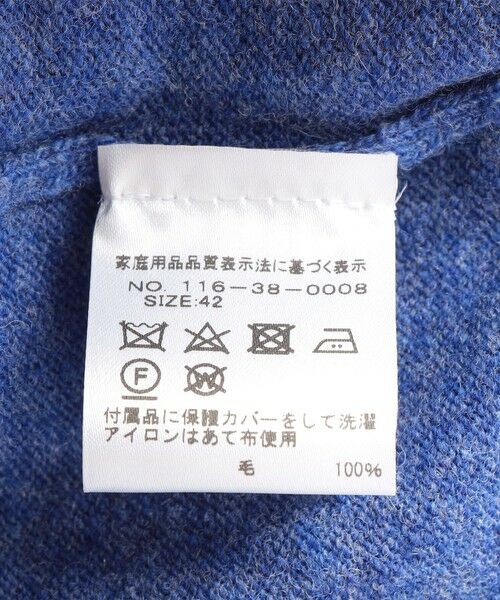 家庭用品品質表示法に基づく表示
NO. 116-38-0008
SIZE:42
F
W
付属品に保護カバーをして洗濯
アイロンはあて布使用
毛 100%